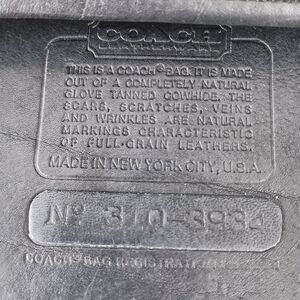 COACH
LEATHERWARE
THIS IS A COACH® BAG. IT IS MADE
OUT OF A COMPLETELY NATURAL
GLOVE TANNED COWHIDE. THE
SCARS, SCRATCHES, VEINS
AND WRINKLES ARE NATURAL
MARKINGS CHARACTERISTIC
OF FULL-GRAIN LEATHERS.
MADE IN NEW YORK CITY, U.S.A.
Nº
COACH® BAG REGISTRATION